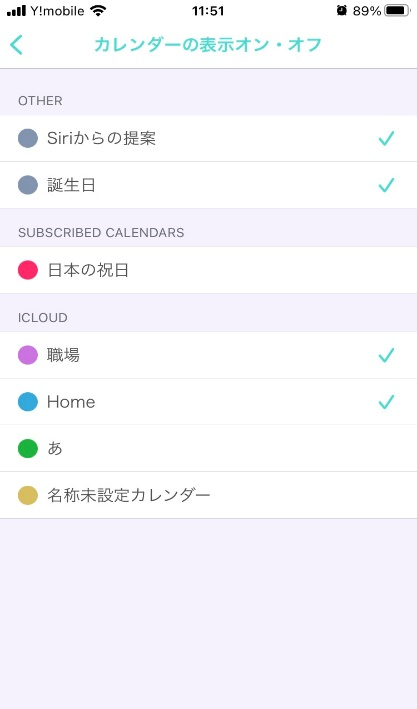 Y!mobile 11:51 89%
カレンダーの表示オン・オフ
OTHER
Siriからの提案
誕生日
SUBSCRIBED CALENDARS
日本の祝日
ICLOUD
職場
Home
あ
名称未設定カレンダー